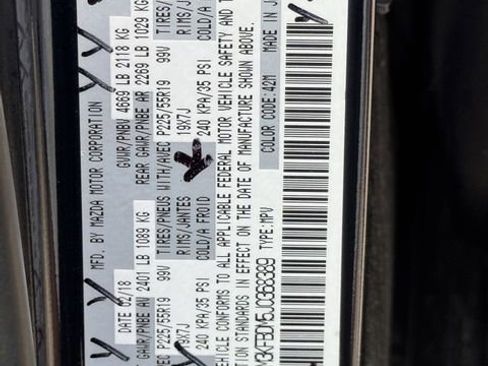 MFD. BY MAZDA MOTOR CORPORATION
DATE 02/18 GVWR/PNBV 4669 LB 2118 KG
GAWR/PNBE AV 2401 LB 1089 KG REAR GAWR/PNBE AR 2269 LB 1029 KG
P225/55R19 99V TIRES/PNEUS WITH/AVEC P225/55R19 99V TIRES/
19X7J RIMS/JANTES 19X7J RIMS/J
240 KPA/35 PSI COLD/A FROID 240 KPA/35 PSI COLD/A
EHICLE CONFORMS TO ALL APPLICABLE FEDERAL MOTOR VEHICLE SAFETY AND T
TION STANDARDS IN EFFECT ON THE DATE OF MANUFACTURE SHOWN ABOVE.
M3KFBDM5J0368389 TYPE:MPV COLOR CODE:42M MADE IN J